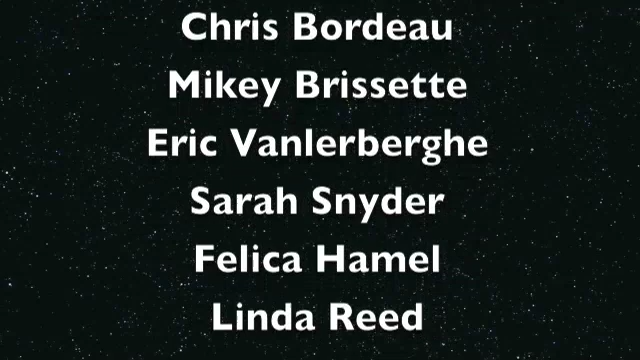 Chris Bordeau
Mikey Brissette
Eric Vanlerberghe
Sarah Snyder
Felica Hamel
Linda Reed